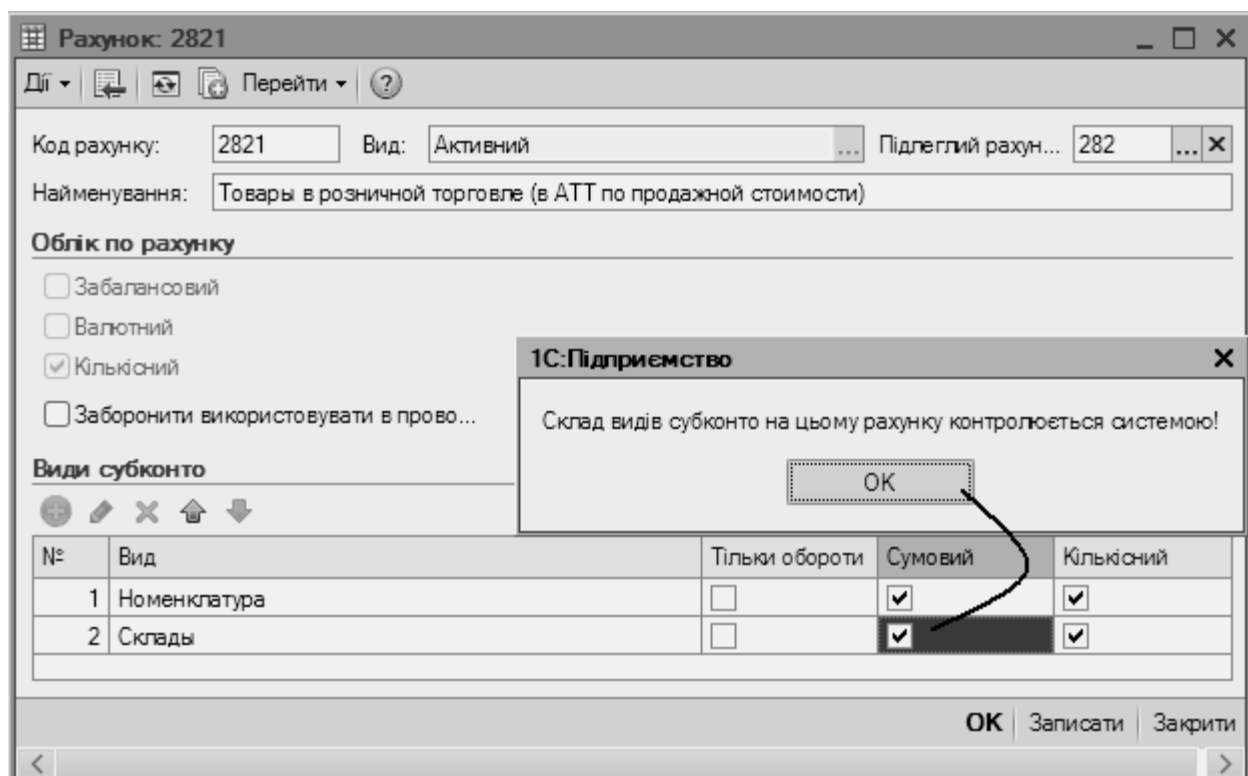 Рахунок: 2821
Дії Перейти
Код рахунку: 2821 Вид: Активний ... Підлеглий рахун... 282 ...
Найменування: Товары в розничной торговле (в АТТ по продажной стоимости)
Облік по рахунку
Забалансовий
Валютний
Кількісний
Заборонити використовувати в прово...
1С:Підприємство
Склад видів субконто на цьому рахунку контролюється системою!
OK
Види субконто
№ Вид Тільки обороти Сумовий Кількісний
1 Номенклатура
2 Склады
OK Записати Закрити